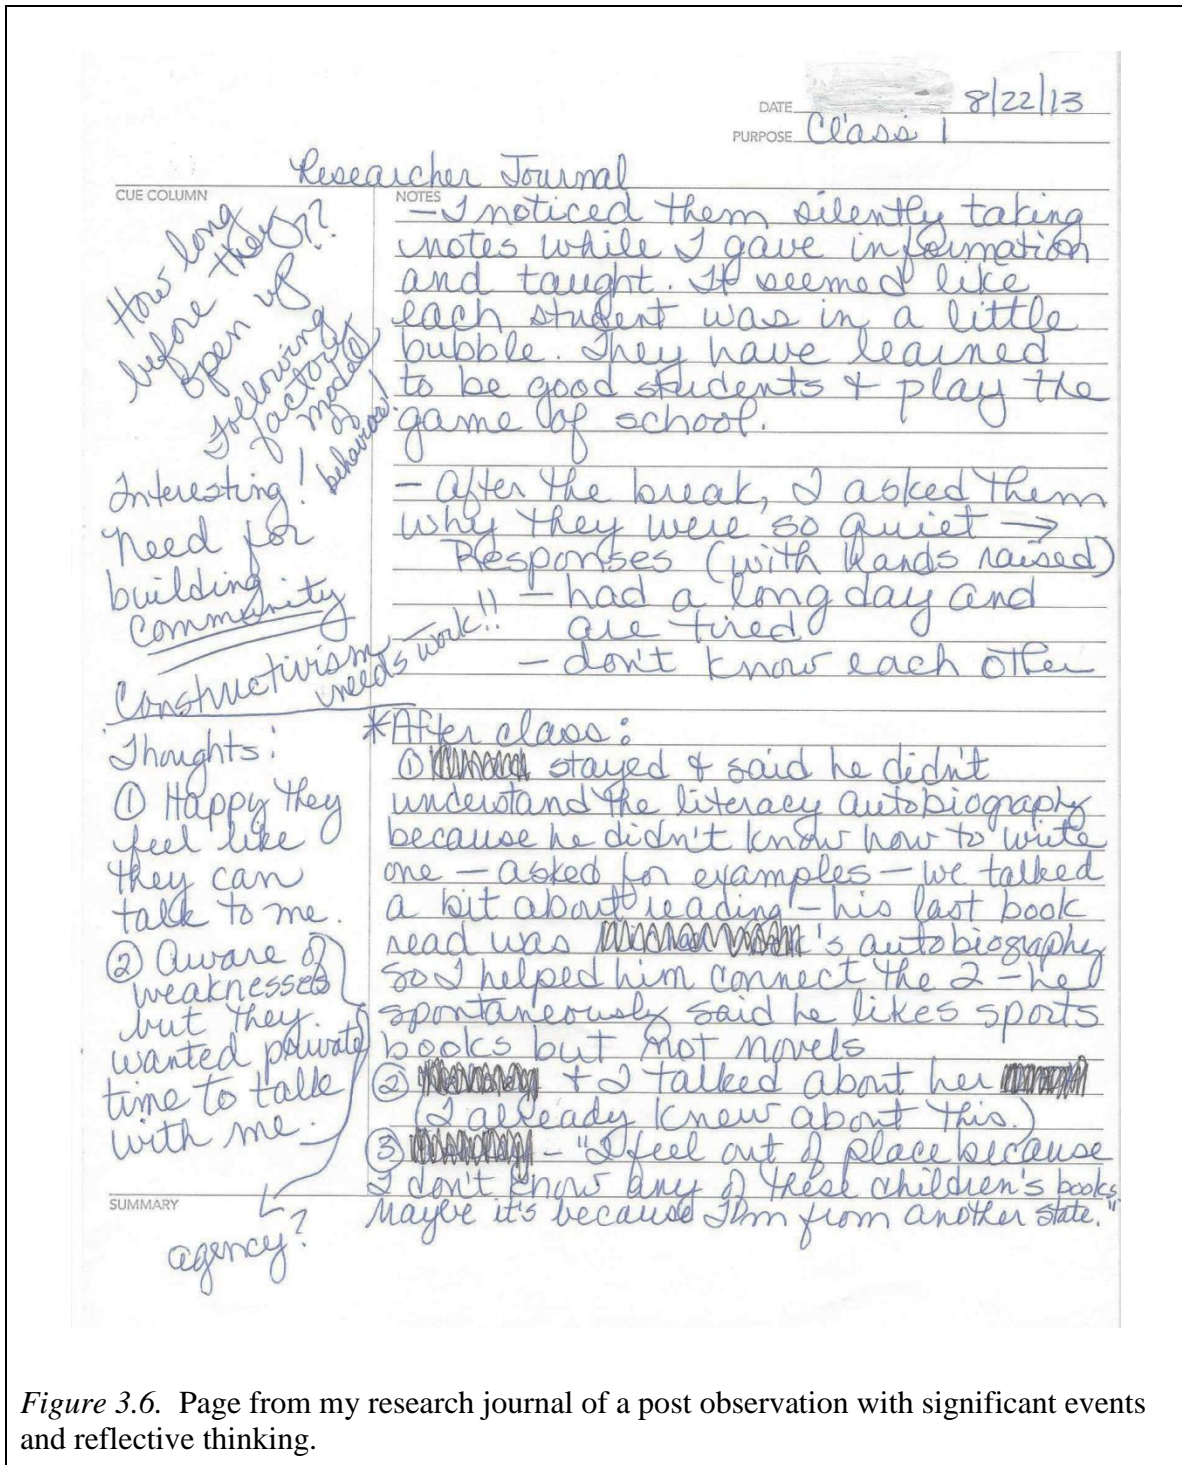 DATE 8/22/13
PURPOSE Class 1
Researcher Journal
CUE COLUMN
How long
before they
open up??
Following
factory
model
of
behavior!
Interesting!
Need for
building
community
Constructivism
needs work!!
Thoughts:
① Happy they
feel like
they can
talk to me.
② Aware of
weaknesses
but they
wanted private
time to talk
with me.
NOTES
- I noticed them silently taking
notes while I gave information
and taught. It seemed like
each student was in a little
bubble. They have learned
to be good students + play the
game of school.
- After the break, I asked them
why they were so quiet →
Responses (with hands raised)
- had a long day and
are tired
- don't know each other
*After class:
① stayed & said he didn't
understand the literacy autobiography
because he didn't know how to write
one - asked for examples - we talked
a bit about reading - his last book
read was 's autobiography
so I helped him connect the 2 - he
spontaneously said he likes sports
books but not novels
② + I talked about her
(I already knew about this.)
③ - "I feel out of place because
I don't know any of these children's books.
Maybe it's because I'm from another state."
SUMMARY
agency?
Figure 3.6. Page from my research journal of a post observation with significant events
and reflective thinking.